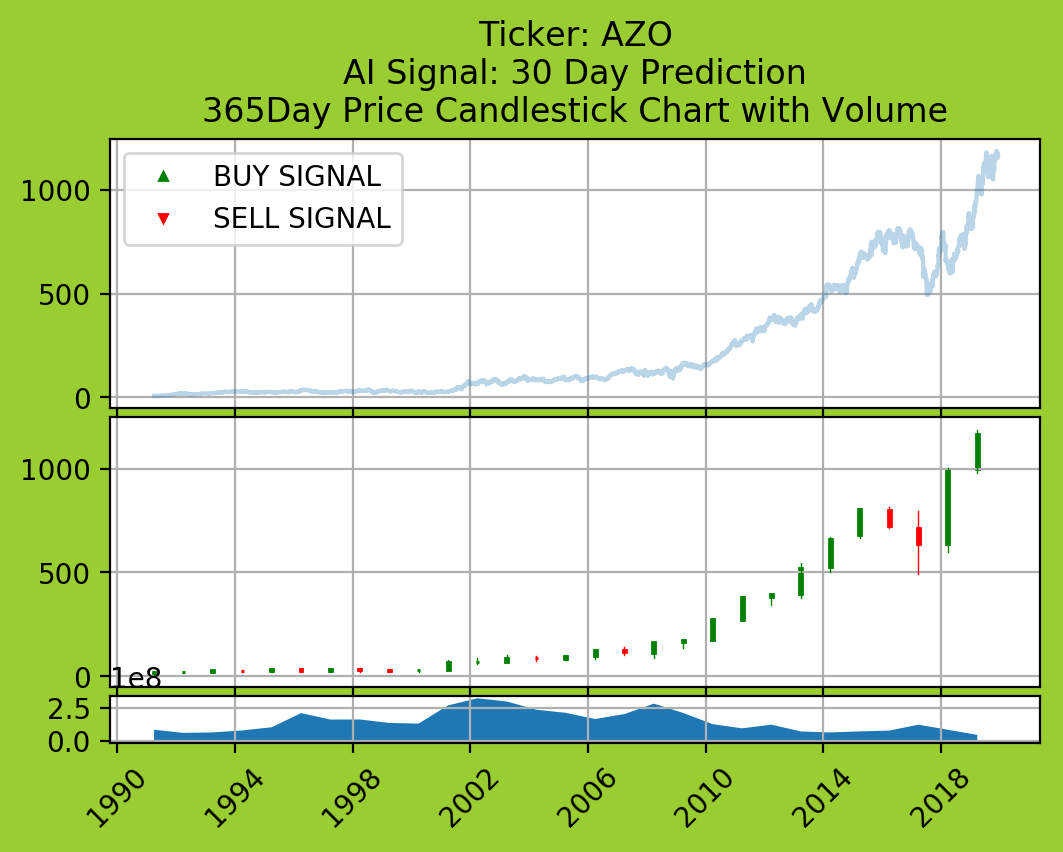 Ticker: AZO
AI Signal: 30 Day Prediction
365Day Price Candlestick Chart with Volume
BUY SIGNAL
SELL SIGNAL
1000
500
0
1000
500
0
1e8
2.5
0.0
1990 1994 1998 2002 2006 2010 2014 2018